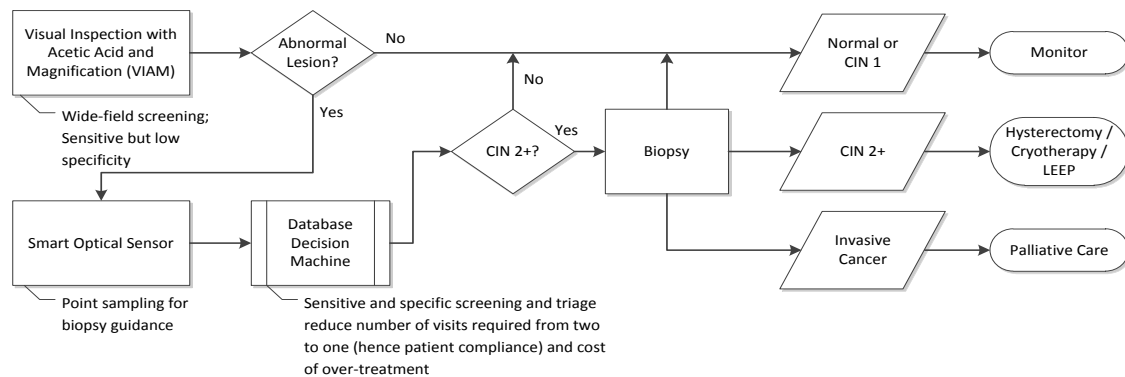 Visual Inspection with
Acetic Acid and
Magnification (VIAM)
Abnormal
Lesion?
No
Normal or
CIN 1
Monitor
Yes
No
Wide-field screening;
Sensitive but low
specificity
CIN 2+?
Yes
Biopsy
CIN 2+
Hysterectomy /
Cryotherapy /
LEEP
Smart Optical Sensor
Database
Decision
Machine
Invasive
Cancer
Palliative Care
Point sampling for
biopsy guidance
Sensitive and specific screening and triage
reduce number of visits required from two
to one (hence patient compliance) and cost
of over-treatment